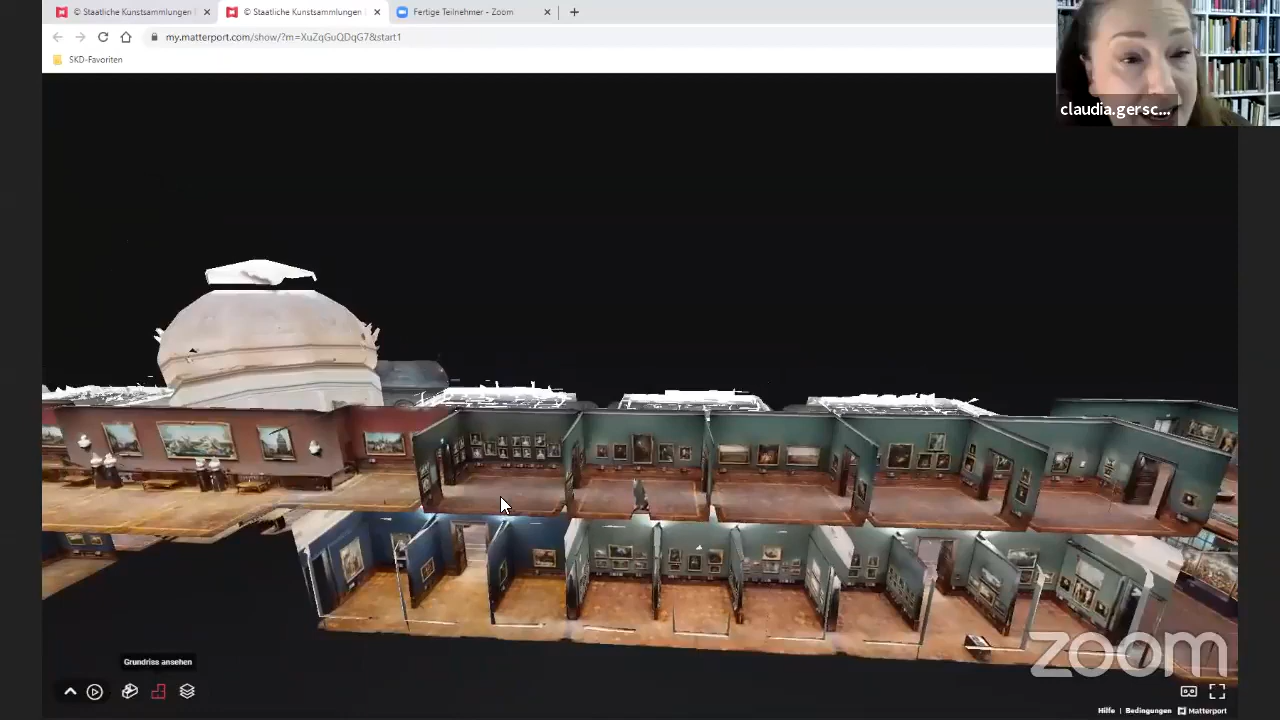 © Staatliche Kunstsammlungen
© Staatliche Kunstsammlungen
Fertige Teilnehmer - Zoom
my.matterport.com/show/?m=XuZqGuQDqG7&start1
SKD-Favoriten
claudia.gersc...
Grundriss ansehen
zoom
Hilfe | Bedingungen Matterport